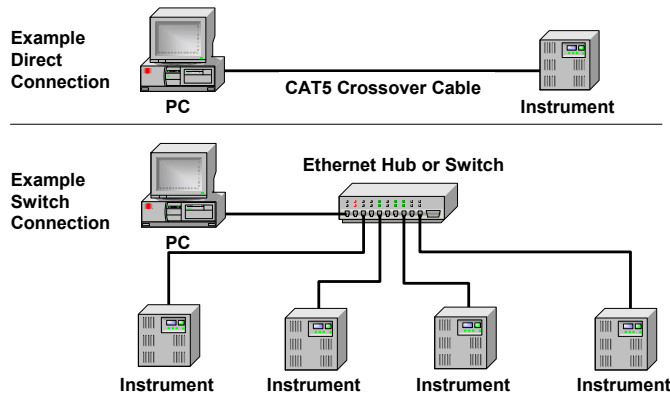 Example
Direct
Connection
CAT5 Crossover Cable
PC
Instrument
Example
Switch
Connection
Ethernet Hub or Switch
PC
Instrument
Instrument
Instrument
Instrument